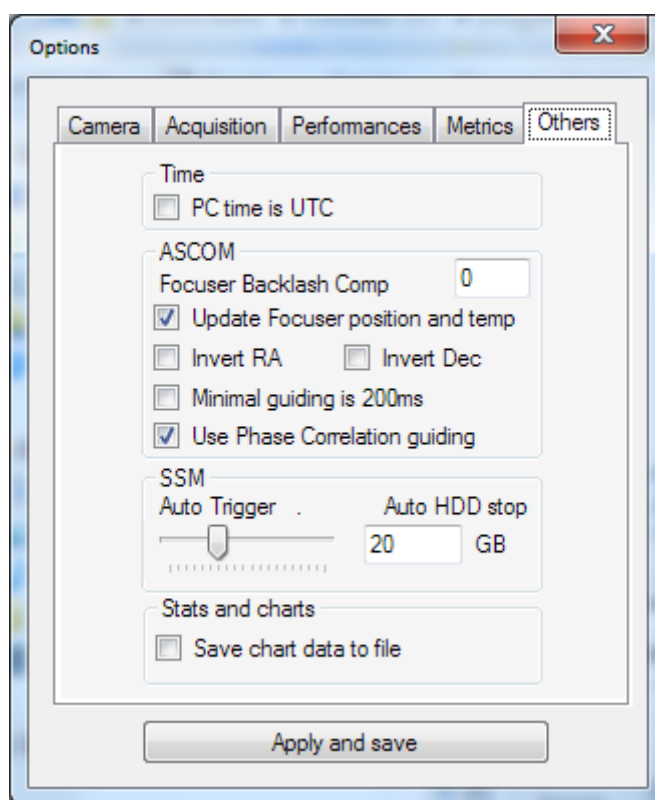 Options
Camera Acquisition Performances Metrics Others
Time
PC time is UTC
ASCOM
Focuser Backlash Comp 0
Update Focuser position and temp
Invert RA Invert Dec
Minimal guiding is 200ms
Use Phase Correlation guiding
SSM
Auto Trigger . Auto HDD stop
20 GB
Stats and charts
Save chart data to file
Apply and save